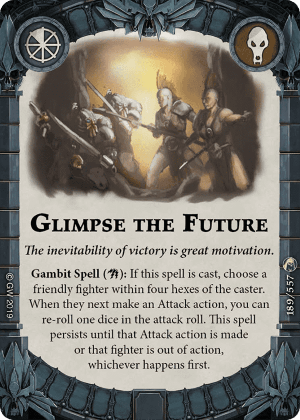 GLIMPSE THE FUTURE
The inevitability of victory is great motivation.
Gambit Spell (): If this spell is cast, choose a
friendly fighter within four hexes of the caster.
When they next make an Attack action, you can
re-roll one dice in the attack roll. This spell
persists until that Attack action is made
or that fighter is out of action,
whichever happens first.
© GW 2019
189/557